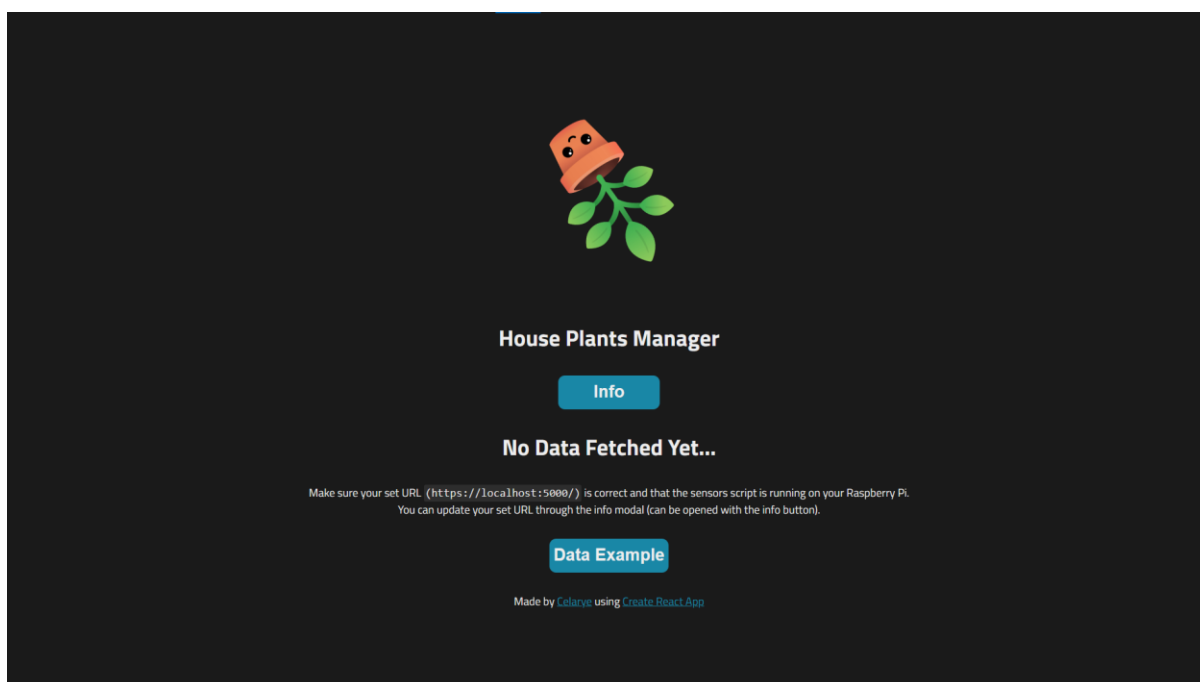 House Plants Manager
Info
No Data Fetched Yet...
Make sure your set URL (https://localhost:5000/) is correct and that the sensors script is running on your Raspberry Pi.
You can update your set URL through the info modal (can be opened with the info button).
Data Example
Made by Celarye using Create React App